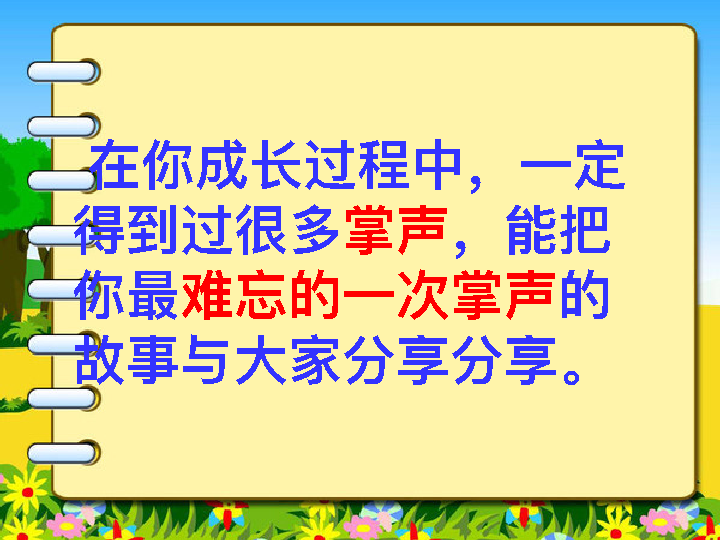 在你成长过程中，一定
得到过很多掌声，能把
你最难忘的一次掌声的
故事与大家分享分享。